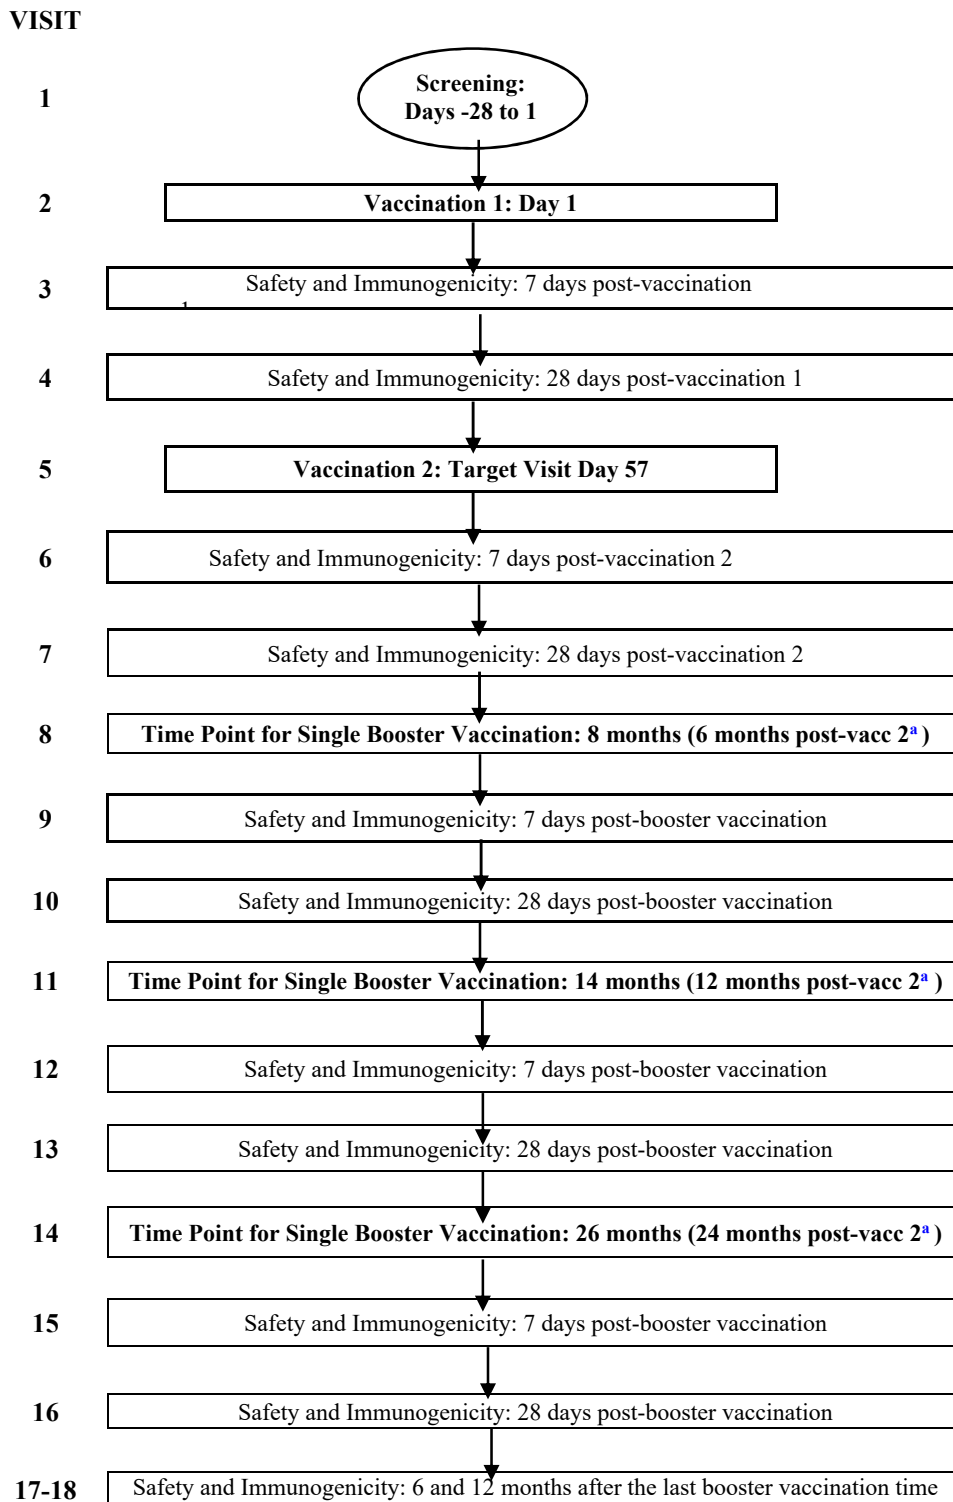 VISIT
1
Screening:
Days -28 to 1
2
Vaccination 1: Day 1
3
Safety and Immunogenicity: 7 days post-vaccination
1
4
Safety and Immunogenicity: 28 days post-vaccination 1
5
Vaccination 2: Target Visit Day 57
6
Safety and Immunogenicity: 7 days post-vaccination 2
7
Safety and Immunogenicity: 28 days post-vaccination 2
8
Time Point for Single Booster Vaccination: 8 months (6 months post-vacc 2ᵃ)
9
Safety and Immunogenicity: 7 days post-booster vaccination
10
Safety and Immunogenicity: 28 days post-booster vaccination
11
Time Point for Single Booster Vaccination: 14 months (12 months post-vacc 2ᵃ )
12
Safety and Immunogenicity: 7 days post-booster vaccination
13
Safety and Immunogenicity: 28 days post-booster vaccination
14
Time Point for Single Booster Vaccination: 26 months (24 months post-vacc 2ᵃ )
15
Safety and Immunogenicity: 7 days post-booster vaccination
16
Safety and Immunogenicity: 28 days post-booster vaccination
17-18
Safety and Immunogenicity: 6 and 12 months after the last booster vaccination time